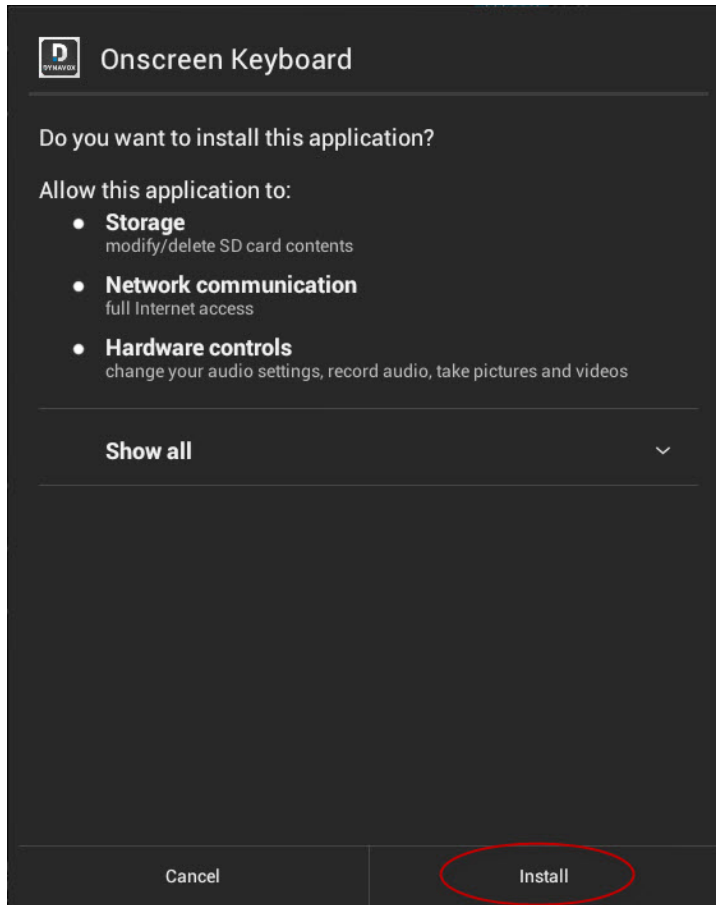 D
DYNAVOX
Onscreen Keyboard
Do you want to install this application?
Allow this application to:
Storage
modify/delete SD card contents
Network communication
full Internet access
Hardware controls
change your audio settings, record audio, take pictures and videos
Show all
Cancel
Install